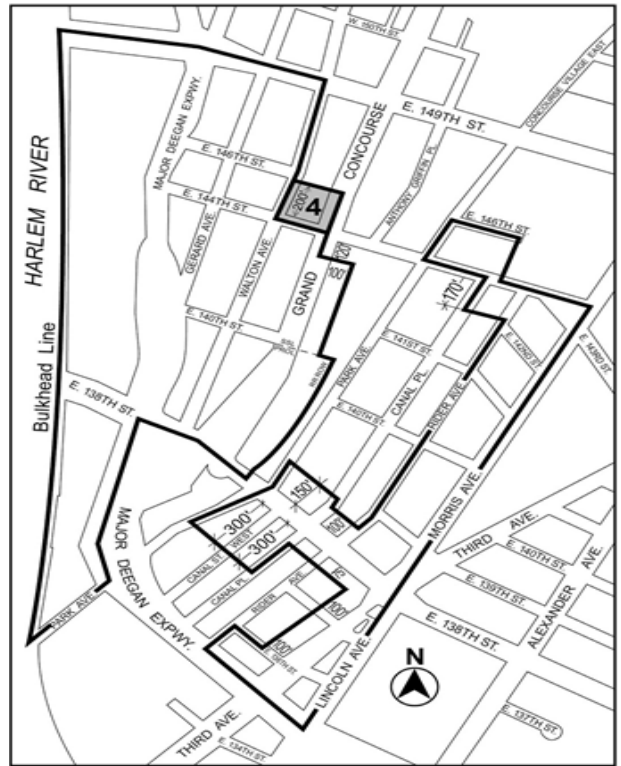 W. 150TH ST.
CONCOURSE VILLAGE EAST
MAJOR DEEGAN EXPWY.
E. 149TH ST.
CONCOURSE
E. 146TH ST.
ANTHONY GRIFFIN PL.
HARLEM RIVER
200'
4
E. 144TH ST.
E. 146TH ST.
GERARD AVE.
WALTON AVE.
120'
100'
GRAND
170'
Bulkhead Line
E. 140TH ST.
PARK AVE.
E. 141ST ST.
E. 142ND ST.
E. 143RD ST.
CANAL PL.
RIDER AVE.
E. 138TH ST.
E. 140TH ST.
MORRIS AVE.
150'
300'
100'
THIRD AVE.
MAJOR DEEGAN EXPWY.
CANAL ST. WEST
300'
E. 140TH ST.
ALEXANDER AVE.
CANAL PL.
E. 139TH ST.
RIDER AVE
100'
PARK AVE.
E. 138TH ST.
100'
LINCOLN AVE.
N
E. 137TH ST.
THIRD AVE.
E. 134TH ST.